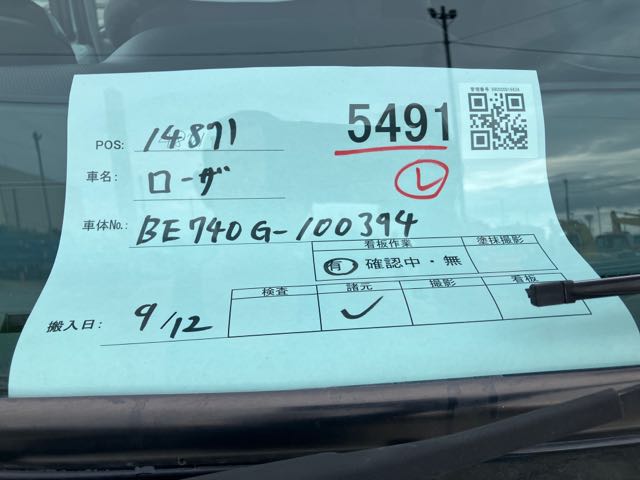 5491
POS: 14871
車名: ローザ
レ
車体No.: BE740G-100394
看板作業 塗抹撮影
有・確認中・無
検査 諸元 撮影 看板
✓
搬入日: 9/12